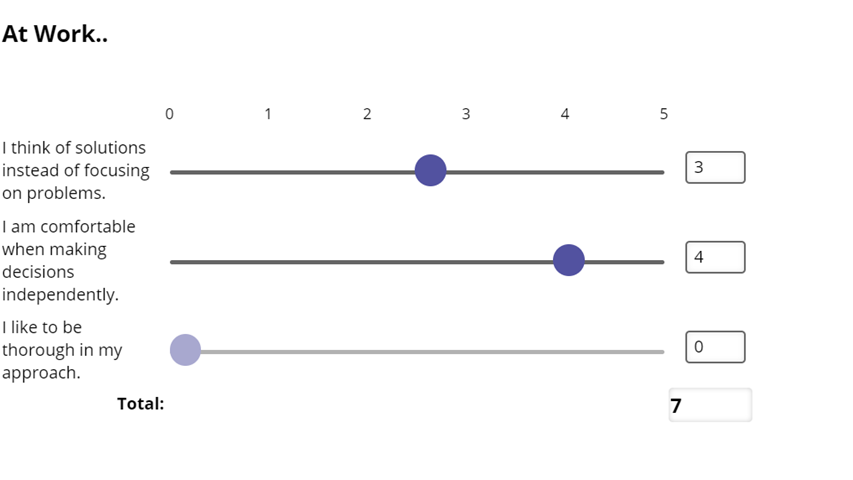 At Work..
0 1 2 3 4 5
I think of solutions
instead of focusing
on problems.
3
I am comfortable
when making
decisions
independently.
4
I like to be
thorough in my
approach.
0
Total: 7